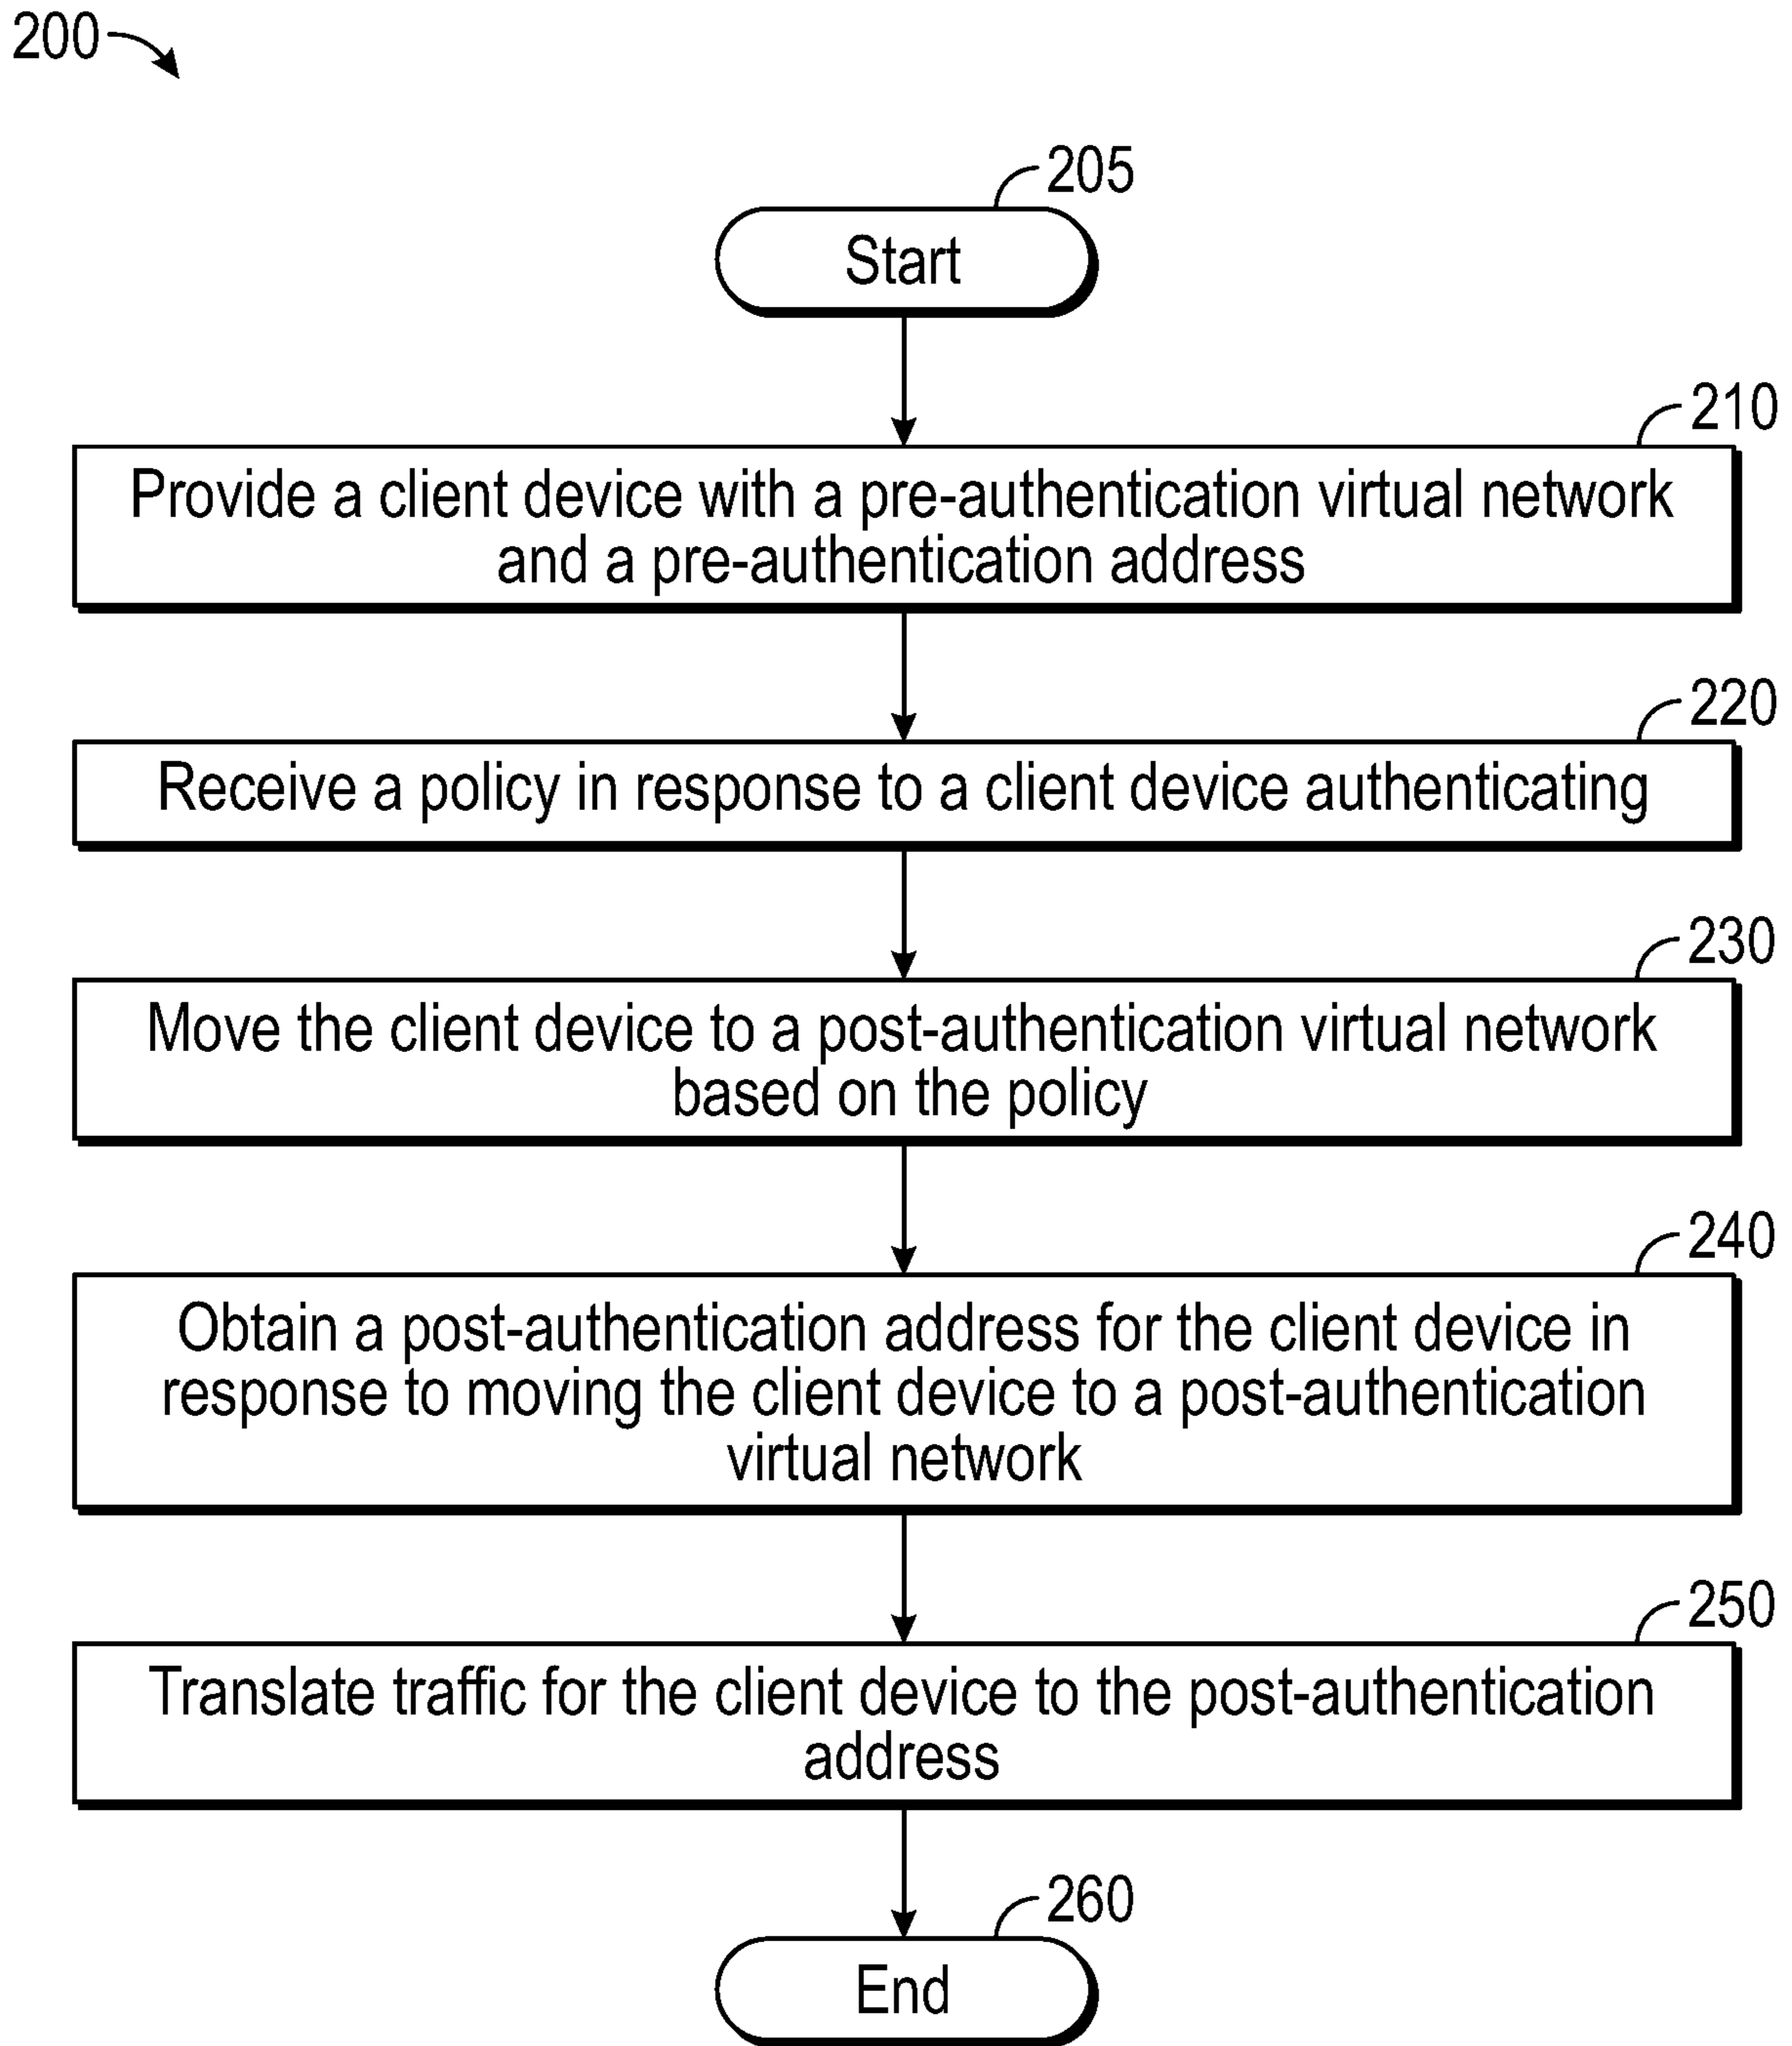 200
205
Start
210
Provide a client device with a pre-authentication virtual network
and a pre-authentication address
220
Receive a policy in response to a client device authenticating
230
Move the client device to a post-authentication virtual network
based on the policy
240
Obtain a post-authentication address for the client device in
response to moving the client device to a post-authentication
virtual network
250
Translate traffic for the client device to the post-authentication
address
260
End